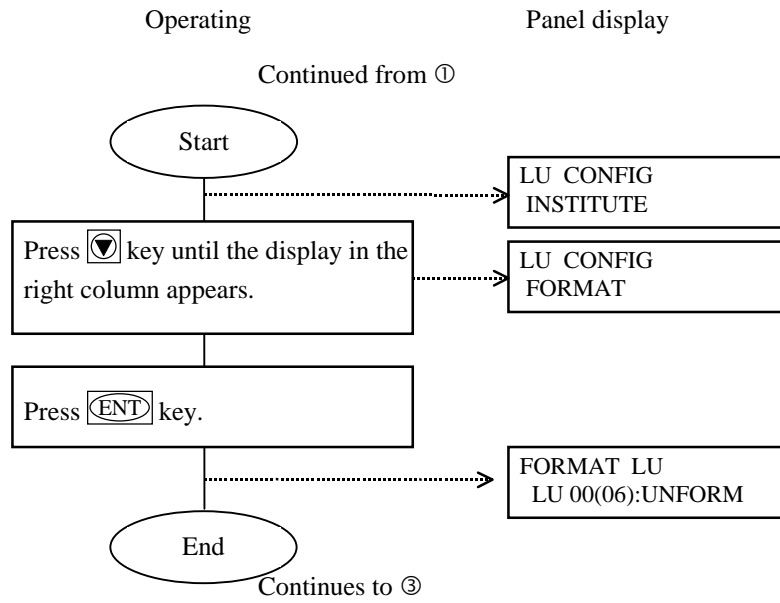 Operating
Panel display
Continued from ①
Start
LU CONFIG
INSTITUTE
Press ▼ key until the display in the
right column appears.
LU CONFIG
FORMAT
Press ENT key.
FORMAT LU
LU 00(06):UNFORM
End
Continues to ③